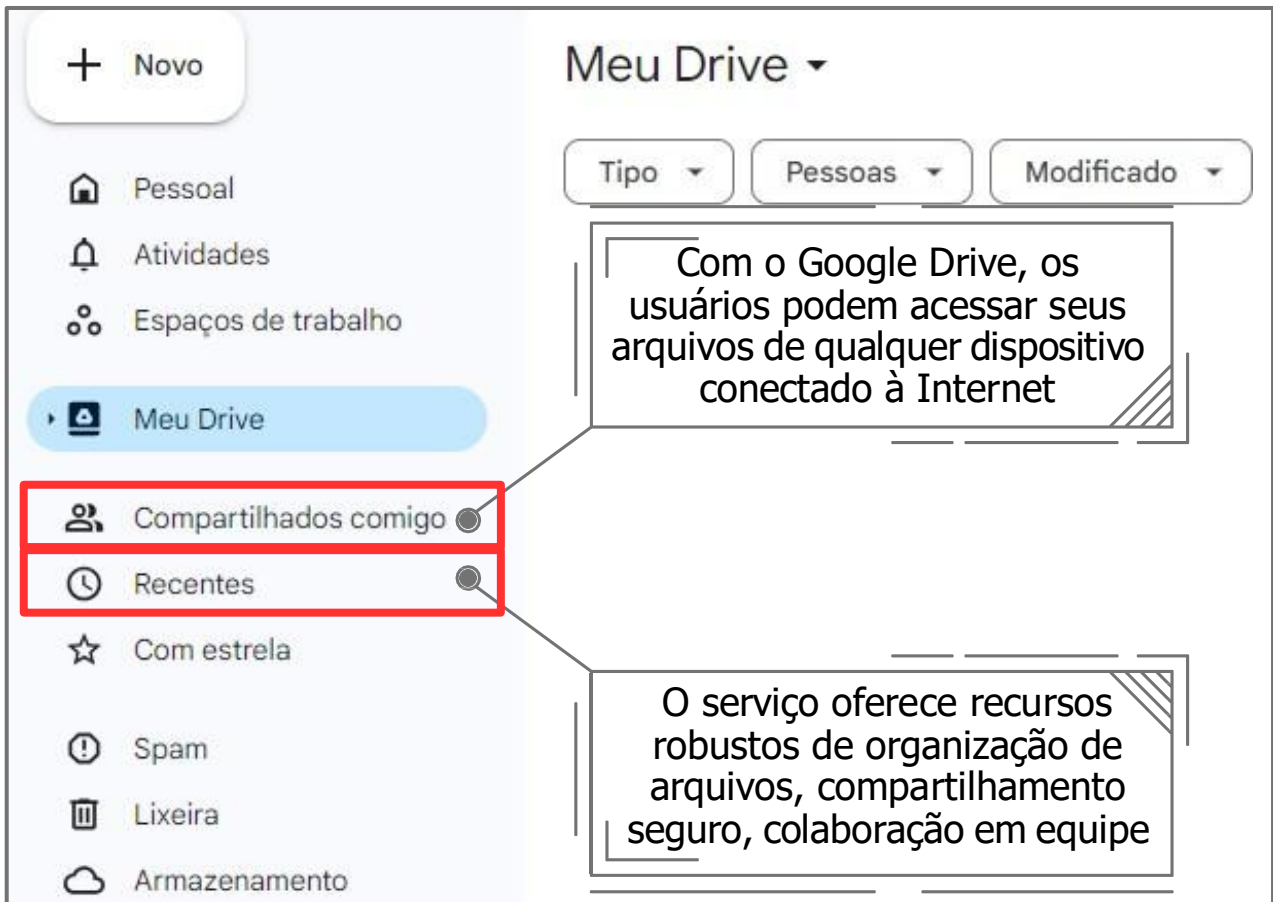 Novo
Pessoal
Atividades
Espaços de trabalho
Meu Drive
Compartilhados comigo
Recentes
Com estrela
Spam
Lixeira
Armazenamento
Meu Drive
Tipo
Pessoas
Modificado
Com o Google Drive, os
usuários podem acessar seus
arquivos de qualquer dispositivo
conectado à Internet
O serviço oferece recursos
robustos de organização de
arquivos, compartilhamento
seguro, colaboração em equipe